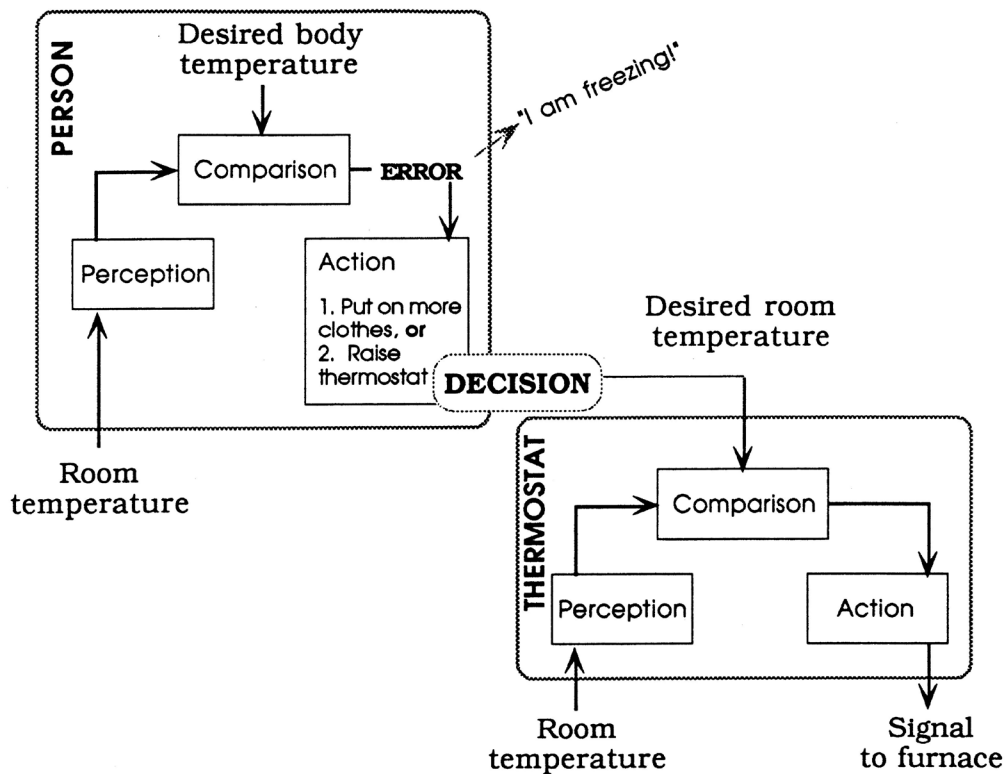 PERSON
Desired body
temperature
"I am freezing!"
Comparison
ERROR
Perception
Action
1. Put on more
clothes, or
2. Raise
thermostat
DECISION
Room
temperature
Desired room
temperature
THERMOSTAT
Comparison
Perception
Action
Room
temperature
Signal
to furnace